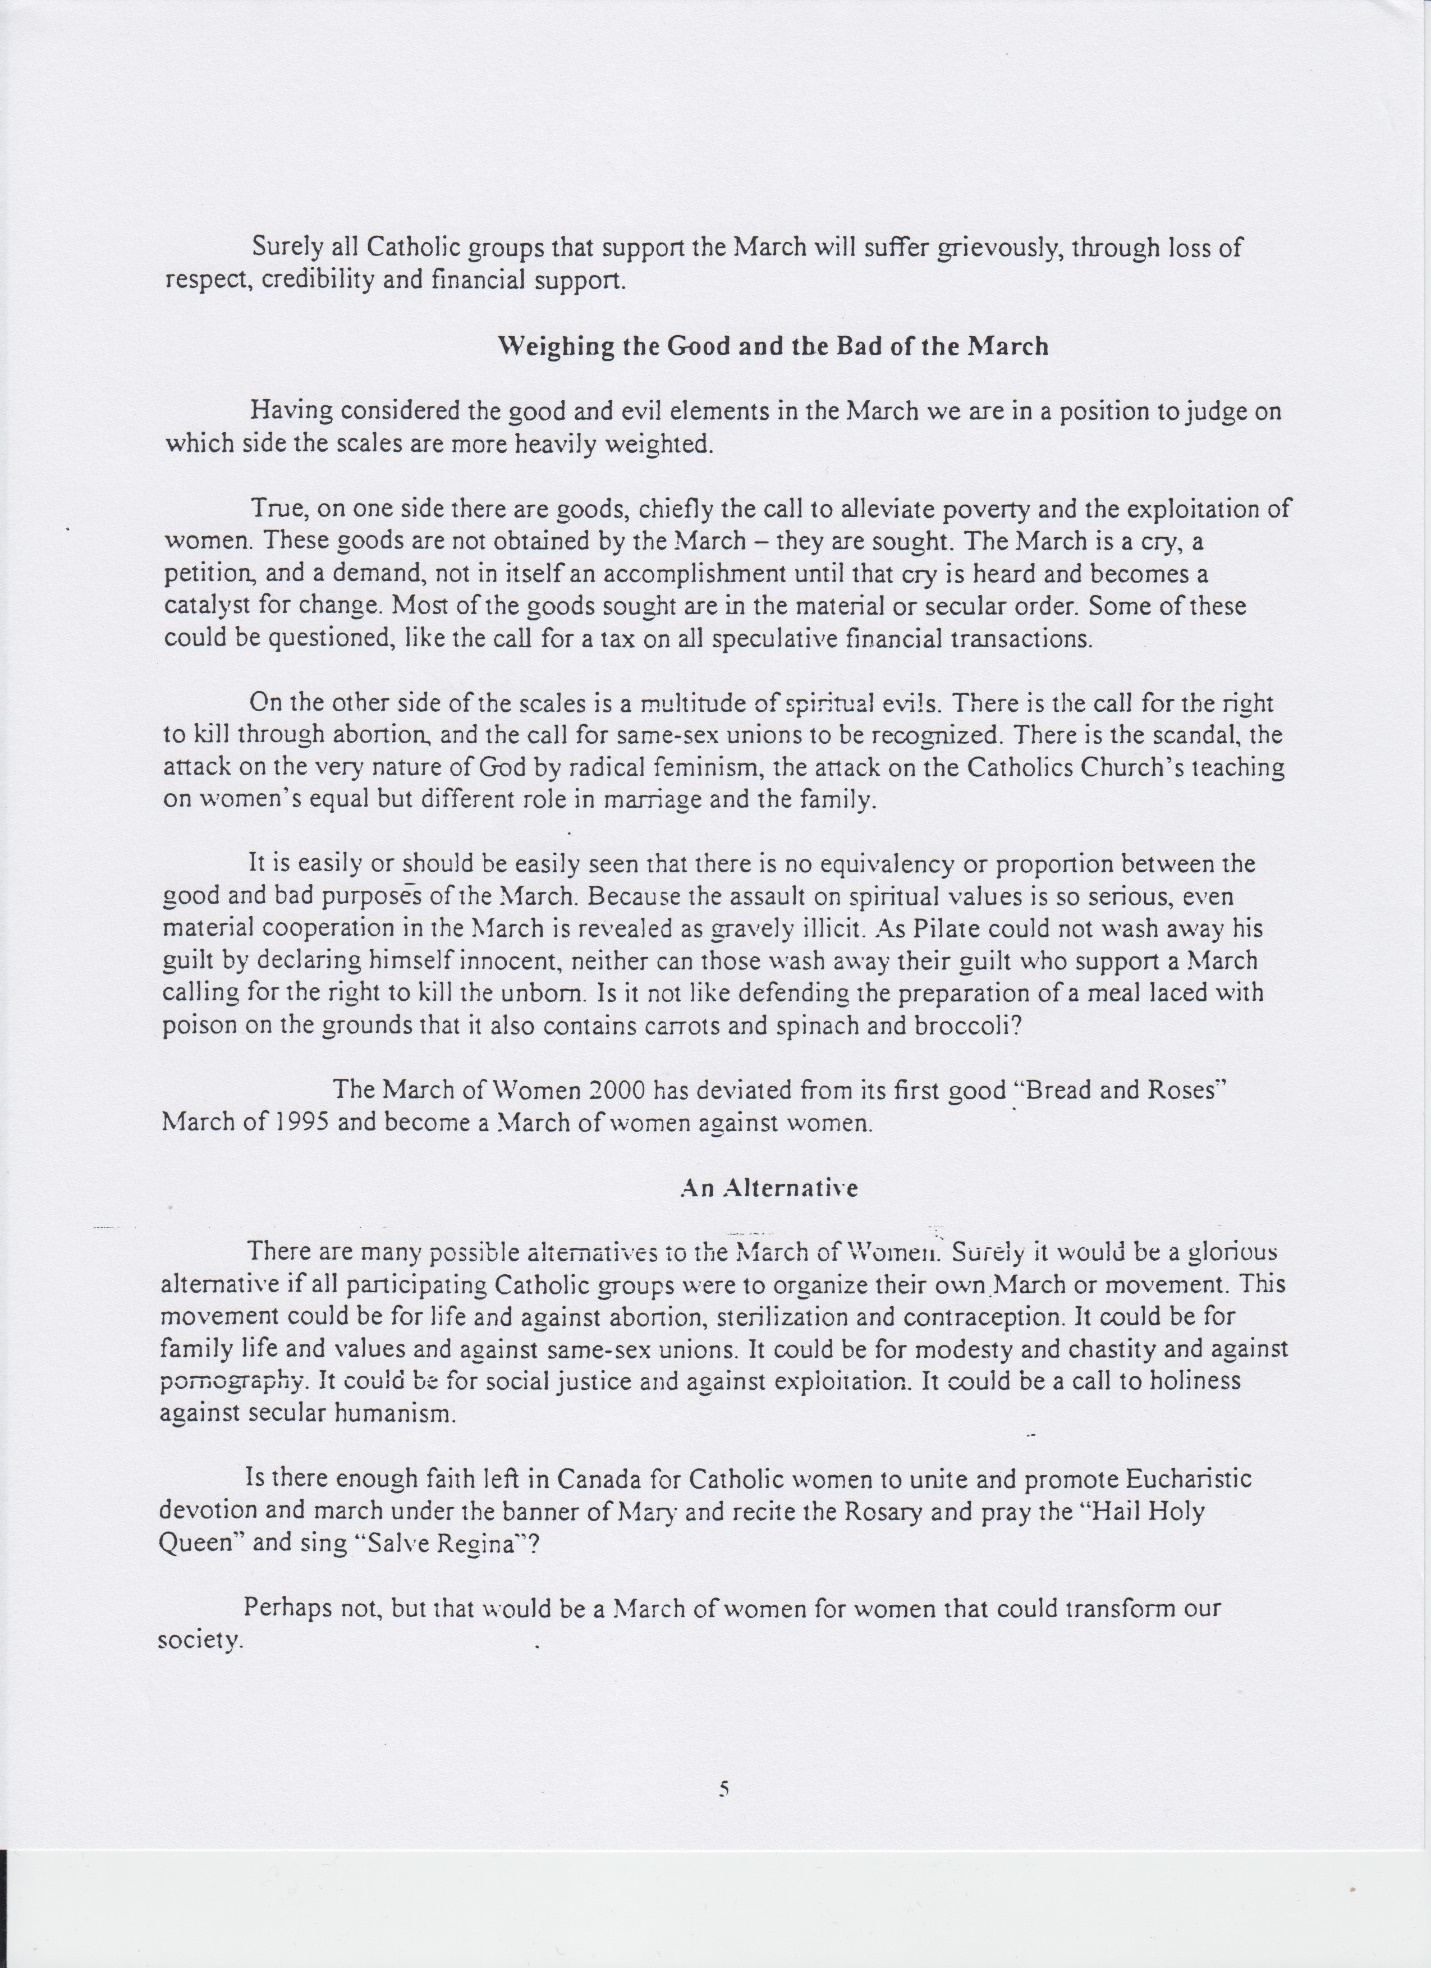 Surely all Catholic groups that support the March will suffer grievously, through loss of
respect, credibility and financial support.
Weighing the Good and the Bad of the March
Having considered the good and evil elements in the March we are in a position to judge on
which side the scales are more heavily weighted.
True, on one side there are goods, chiefly the call to alleviate poverty and the exploitation of
women. These goods are not obtained by the March – they are sought. The March is a cry, a
petition, and a demand, not in itself an accomplishment until that cry is heard and becomes a
catalyst for change. Most of the goods sought are in the material or secular order. Some of these
could be questioned, like the call for a tax on all speculative financial transactions.
On the other side of the scales is a multitude of spiritual evils. There is the call for the right
to kill through abortion, and the call for same-sex unions to be recognized. There is the scandal, the
attack on the very nature of God by radical feminism, the attack on the Catholics Church's teaching
on women's equal but different role in marriage and the family.
It is easily or should be easily seen that there is no equivalency or proportion between the
good and bad purposes of the March. Because the assault on spiritual values is so serious, even
material cooperation in the March is revealed as gravely illicit. As Pilate could not wash away his
guilt by declaring himself innocent, neither can those wash away their guilt who support a March
calling for the right to kill the unborn. Is it not like defending the preparation of a meal laced with
poison on the grounds that it also contains carrots and spinach and broccoli?
The March of Women 2000 has deviated from its first good “Bread and Roses”
March of 1995 and become a March of women against women.
An Alternative
There are many possible alternatives to the March of Women. Surely it would be a glorious
alternative if all participating Catholic groups were to organize their own March or movement. This
movement could be for life and against abortion, sterilization and contraception. It could be for
family life and values and against same-sex unions. It could be for modesty and chastity and against
pornography. It could be for social justice and against exploitation. It could be a call to holiness
against secular humanism.
Is there enough faith left in Canada for Catholic women to unite and promote Eucharistic
devotion and march under the banner of Mary and recite the Rosary and pray the “Hail Holy
Queen” and sing “Salve Regina”?
Perhaps not, but that would be a March of women for women that could transform our
society.
5